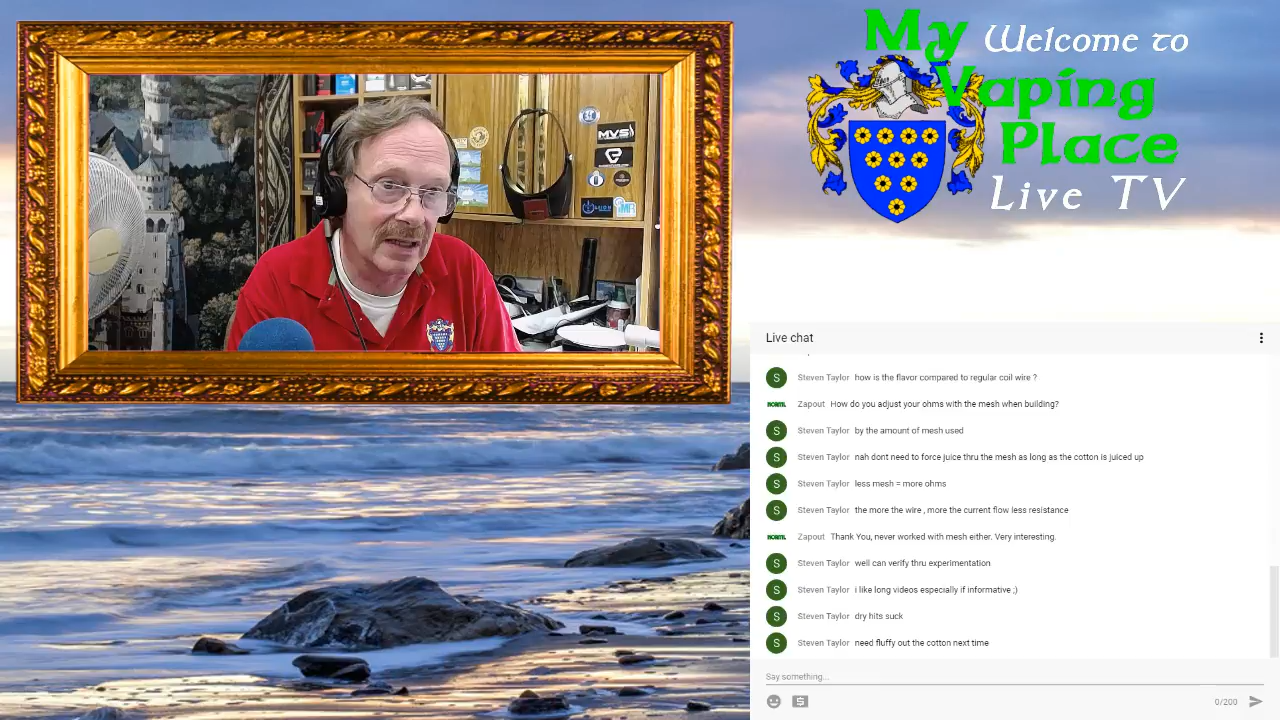 My Welcome to
Vaping
Place
Live TV
MVS
Live chat
Steven Taylor how is the flavor compared to regular coil wire ?
Zapout How do you adjust your ohms with the mesh when building?
Steven Taylor by the amount of mesh used
Steven Taylor nah dont need to force juice thru the mesh as long as the cotton is juiced up
Steven Taylor less mesh = more ohms
Steven Taylor the more the wire , more the current flow less resistance
Zapout Thank You, never worked with mesh either. Very interesting.
Steven Taylor well can verify thru experimentation
Steven Taylor i like long videos especially if informative ;)
Steven Taylor dry hits suck
Steven Taylor need fluffy out the cotton next time
S
S
S
S
S
S
S
S
S
Say something...
0/200